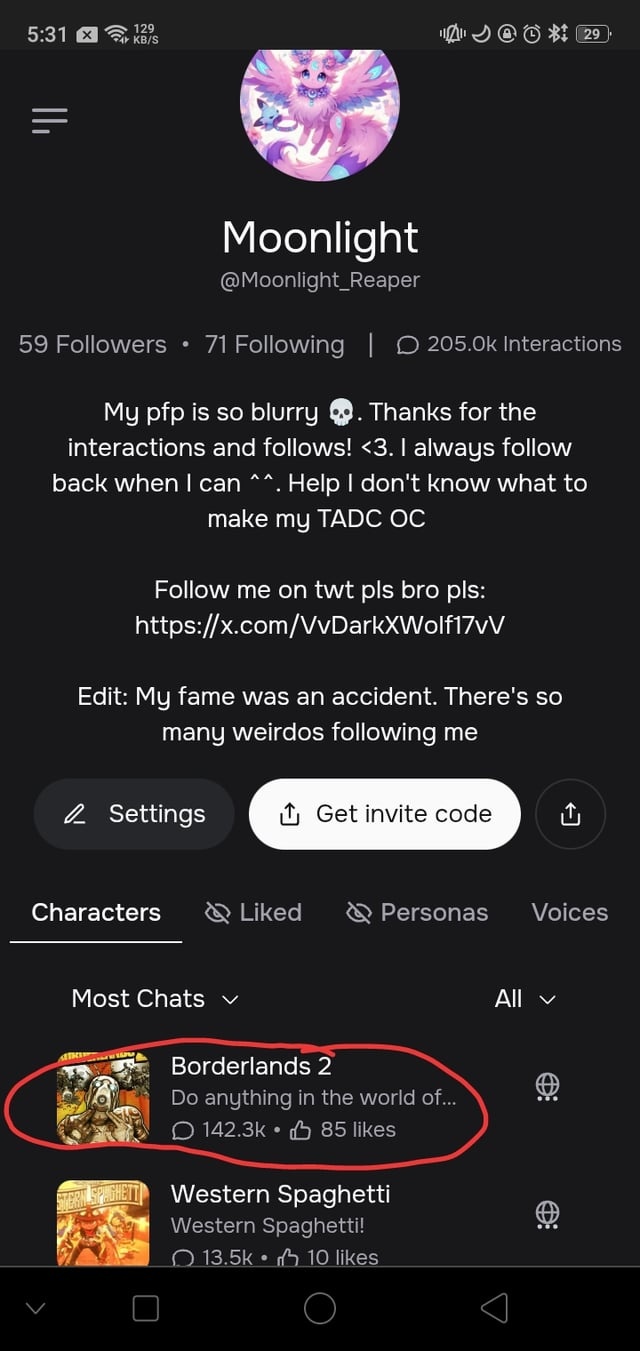 5:31 129 KB/S 29
Moonlight
@Moonlight_Reaper
59 Followers • 71 Following | 205.0k Interactions
My pfp is so blurry 💀. Thanks for the
interactions and follows! <3. I always follow
back when I can ^^. Help I don't know what to
make my TADC OC
Follow me on twt pls bro pls:
https://x.com/VvDarkXWolf17vV
Edit: My fame was an accident. There's so
many weirdos following me
Settings Get invite code
Characters Liked Personas Voices
Most Chats All
Borderlands 2
Do anything in the world of...
142.3k • 85 likes
Western Spaghetti
Western Spaghetti!
13.5k • 10 likes